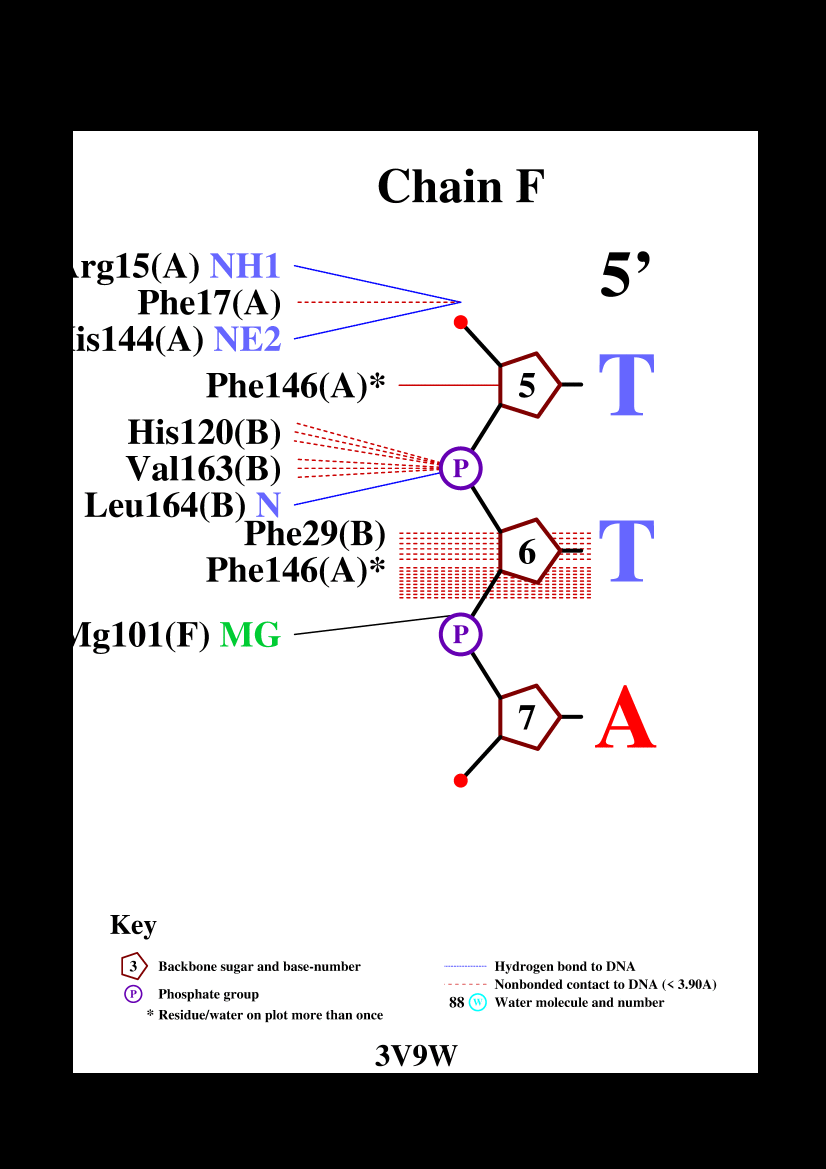 Chain F
5’
Arg15(A) NH1
Phe17(A)
His144(A) NE2
Phe146(A)*
5
T
His120(B)
P
Val163(B)
Leu164(B) N
Phe29(B)
6
T
Phe146(A)*
Mg101(F) MG
P
7
A
Key
3 Backbone sugar and base-number
P Phosphate group
* Residue/water on plot more than once
Hydrogen bond to DNA
Nonbonded contact to DNA (< 3.90A)
88 W Water molecule and number
3V9W